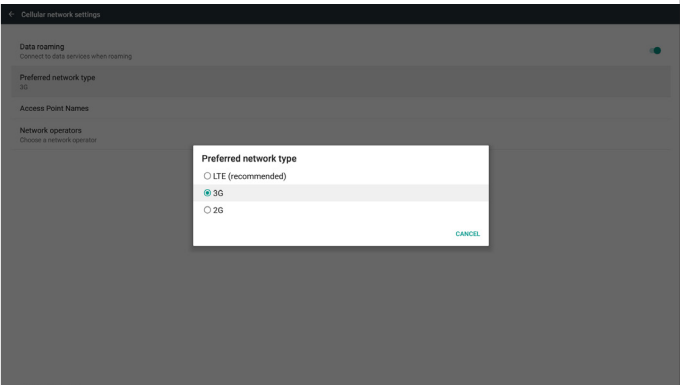 Cellular network settings
Data roaming
Connect to data services when roaming
Preferred network type
3G
Access Point Names
Network operators
Choose a network operator
Preferred network type
LTE (recommended)
3G
2G
CANCEL